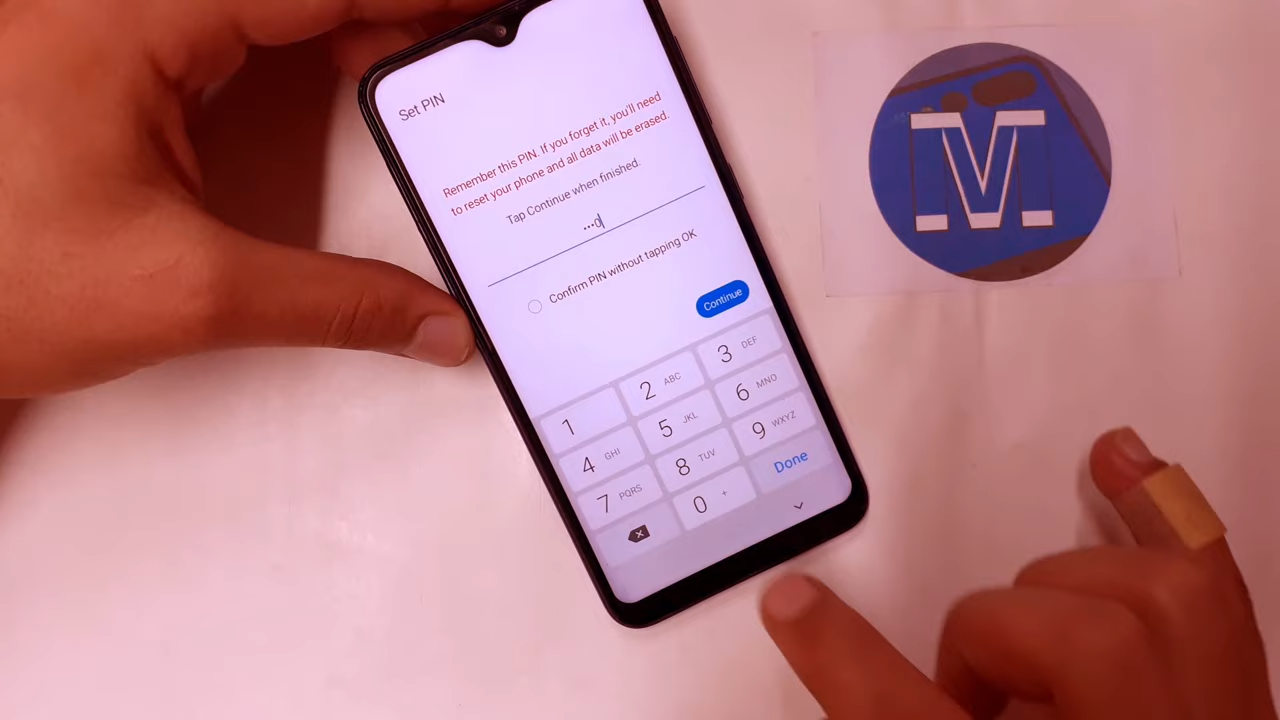 Set PIN
Remember this PIN. If you forget it, you'll need
to reset your phone and all data will be erased.
Tap Continue when finished.
•••0
Confirm PIN without tapping OK
Continue
1
2 ABC
3 DEF
4 GHI
5 JKL
6 MNO
7 PQRS
8 TUV
9 WXYZ
0 +
Done
M